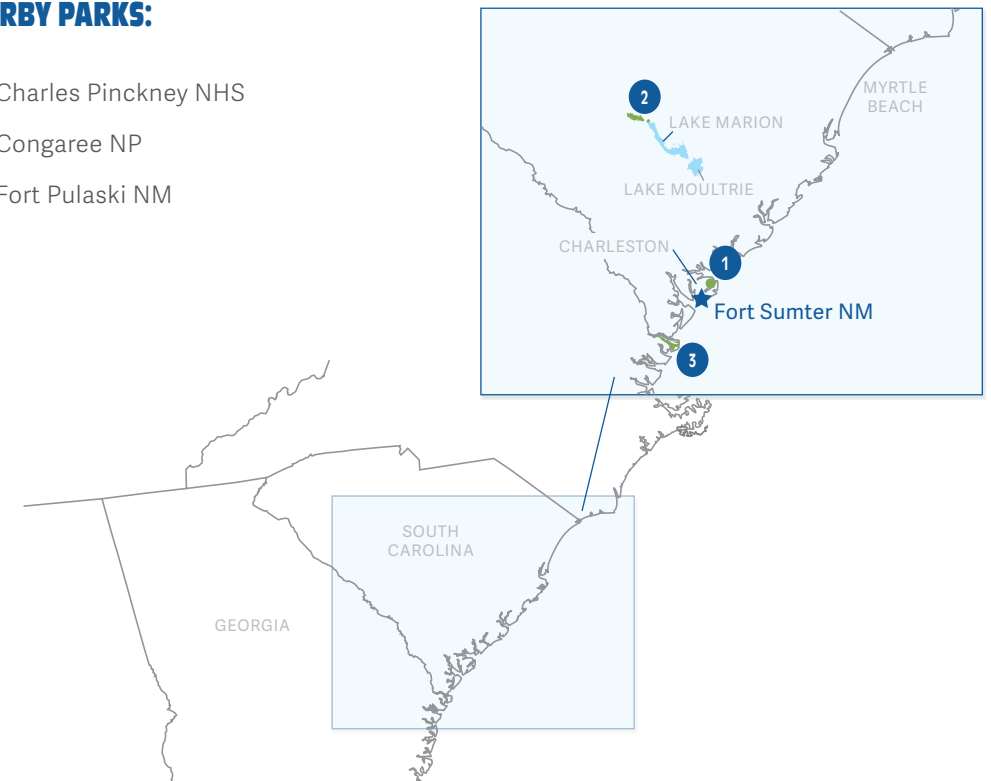 RBY PARKS:
Charles Pinckney NHS
Congaree NP
Fort Pulaski NM
MYRTLE
BEACH
2
LAKE MARION
LAKE MOULTRIE
CHARLESTON
1
Fort Sumter NM
3
SOUTH
CAROLINA
GEORGIA